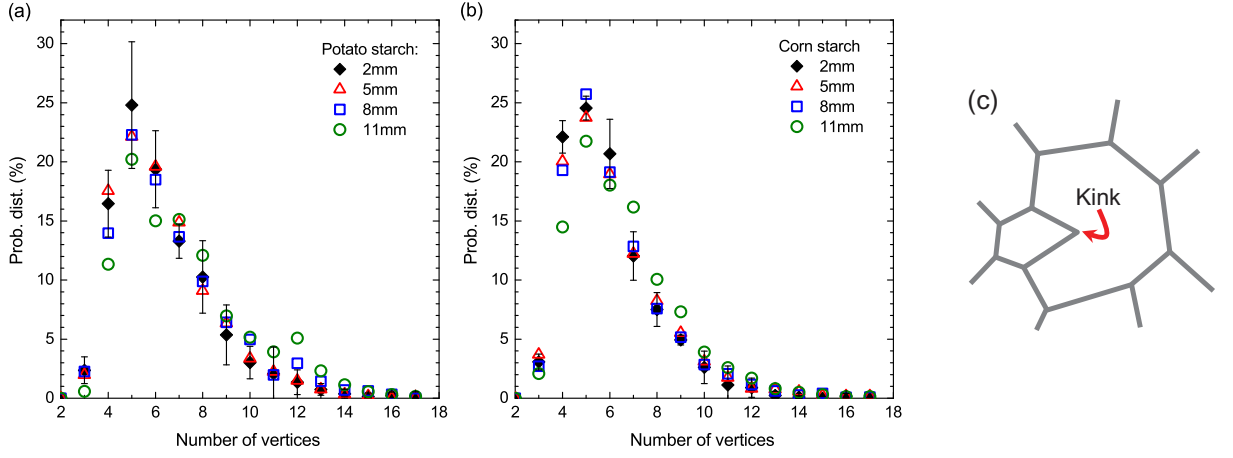 (a)
Prob. dist. (%)
30
25
20
15
10
5
0
2 4 6 8 10 12 14 16 18
Number of vertices
Potato starch:
2mm
5mm
8mm
11mm
(b)
Prob. dist. (%)
30
25
20
15
10
5
0
2 4 6 8 10 12 14 16 18
Number of vertices
Corn starch
2mm
5mm
8mm
11mm
(c)
Kink